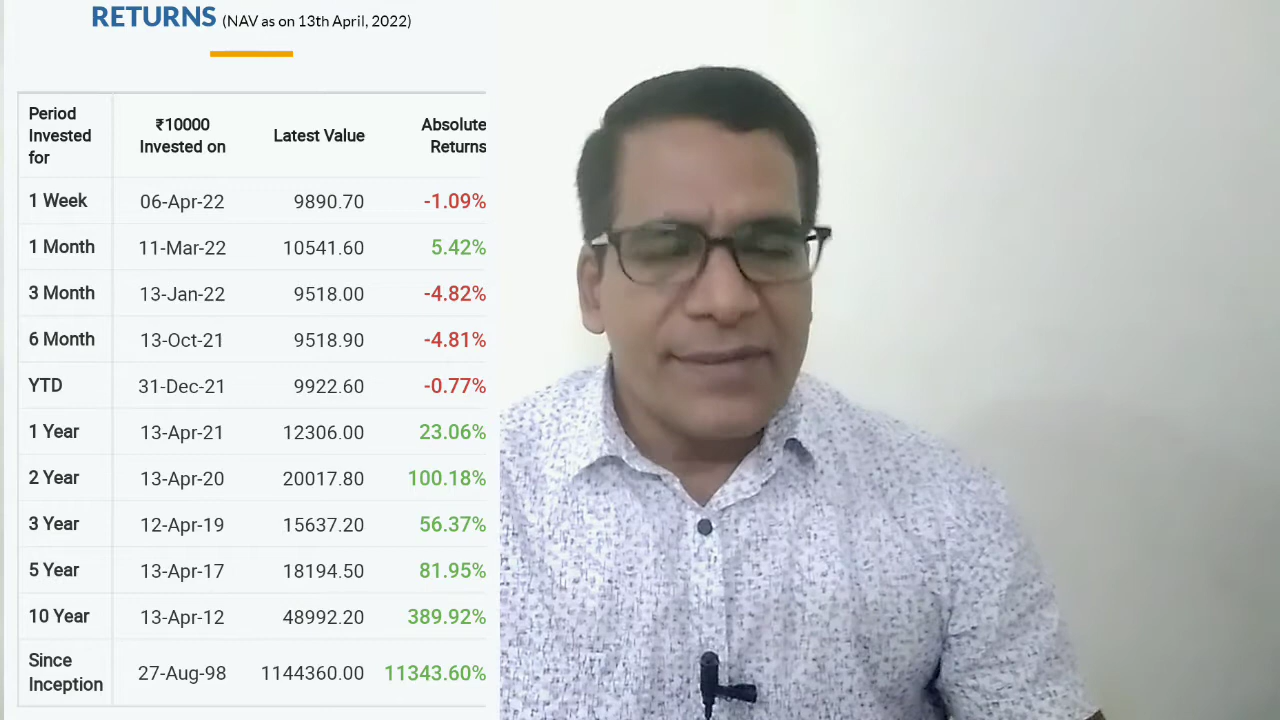 RETURNS (NAV as on 13th April, 2022)
Period Invested for ₹10000 Invested on Latest Value Absolute Returns
1 Week 06-Apr-22 9890.70 -1.09%
1 Month 11-Mar-22 10541.60 5.42%
3 Month 13-Jan-22 9518.00 -4.82%
6 Month 13-Oct-21 9518.90 -4.81%
YTD 31-Dec-21 9922.60 -0.77%
1 Year 13-Apr-21 12306.00 23.06%
2 Year 13-Apr-20 20017.80 100.18%
3 Year 12-Apr-19 15637.20 56.37%
5 Year 13-Apr-17 18194.50 81.95%
10 Year 13-Apr-12 48992.20 389.92%
Since Inception 27-Aug-98 1144360.00 11343.60%